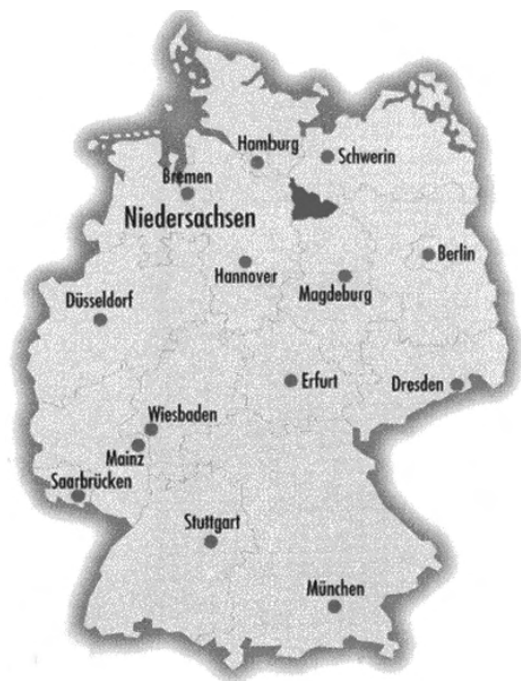 Hamburg
Schwerin
Bremen
Niedersachsen
Berlin
Hannover
Magdeburg
Düsseldorf
Erfurt
Dresden
Wiesbaden
Mainz
Saarbrücken
Stuttgart
München